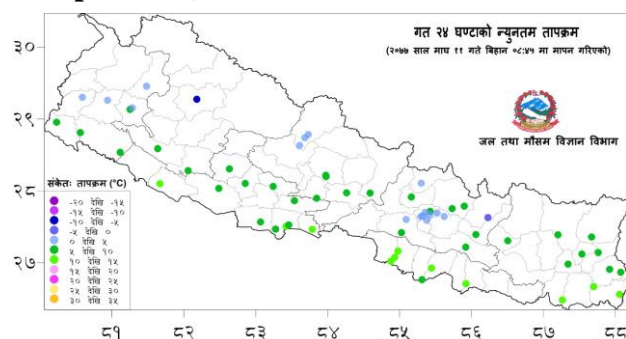 गत २४ घण्टाको न्युनतम तापक्रम
(२०७७ साल माघ ११ गते बिहान ०८:४५ मा मापन गरिएको)
जल तथा मौसम विज्ञान विभाग
३०
२९
२८
२७
संकेतः तापक्रम (°C)
-२० देखि -१५
-१५ देखि -१०
-१० देखि -५
-५ देखि ०
० देखि ५
५ देखि १०
१० देखि १५
१५ देखि २०
२० देखि २५
२५ देखि ३०
३० देखि ३५
८१ ८२ ८३ ८४ ८५ ८६ ८७ ८८